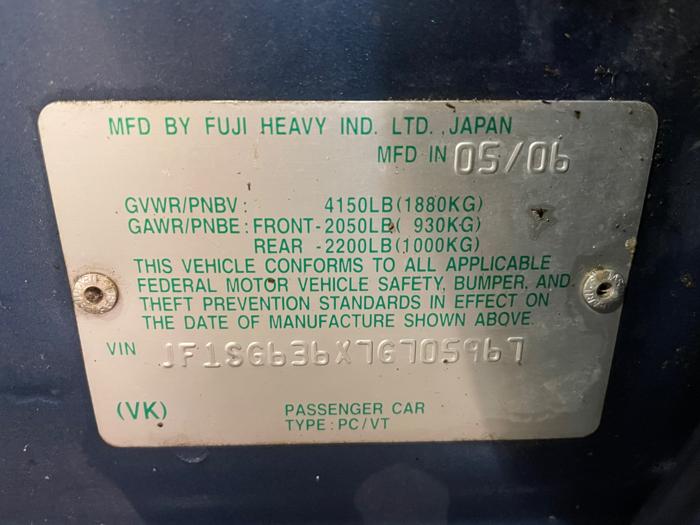 MFD BY FUJI HEAVY IND. LTD. JAPAN
MFD IN 05/06
GVWR/PNBV: 4150LB(1880KG)
GAWR/PNBE: FRONT-2050LB( 930KG)
REAR -2200LB(1000KG)
THIS VEHICLE CONFORMS TO ALL APPLICABLE
FEDERAL MOTOR VEHICLE SAFETY, BUMPER, AND
THEFT PREVENTION STANDARDS IN EFFECT ON
THE DATE OF MANUFACTURE SHOWN ABOVE.
VIN JF1SG636X7G705967
(VK) PASSENGER CAR
TYPE: PC/VT